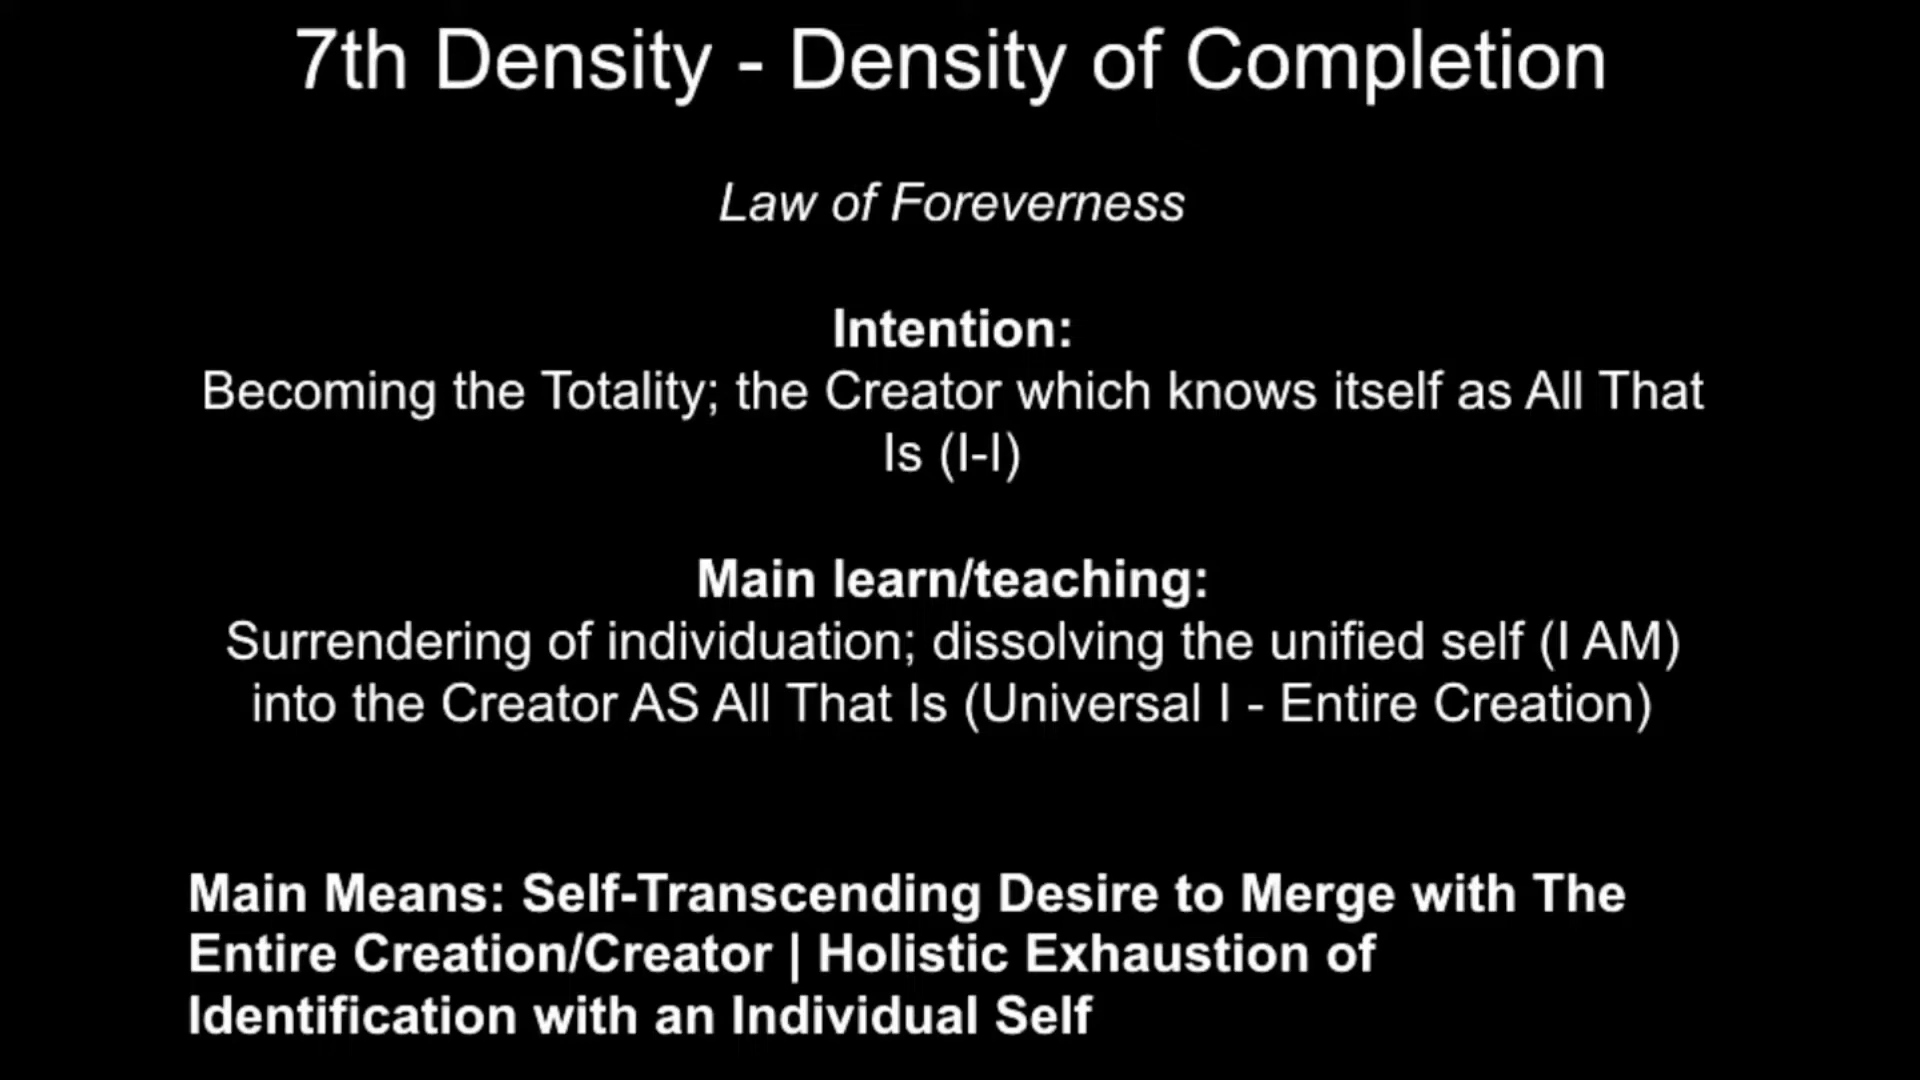 7th Density - Density of Completion
Law of Foreverness
Intention:
Becoming the Totality; the Creator which knows itself as All That
Is (I-I)
Main learn/teaching:
Surrendering of individuation; dissolving the unified self (I AM)
into the Creator AS All That Is (Universal I - Entire Creation)
Main Means: Self-Transcending Desire to Merge with The
Entire Creation/Creator | Holistic Exhaustion of
Identification with an Individual Self